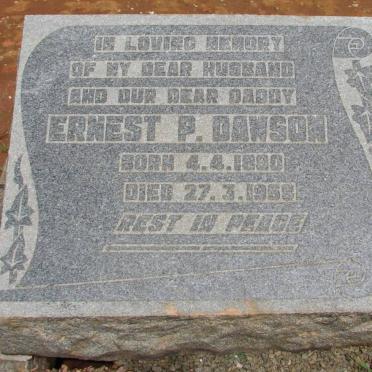 IN LOVING MEMORY
OF MY DEAR HUSBAND
AND OUR DEAR DADDY
ERNEST P. DAWSON
BORN 4.4.1890
DIED 27.3.1959
REST IN PEACE